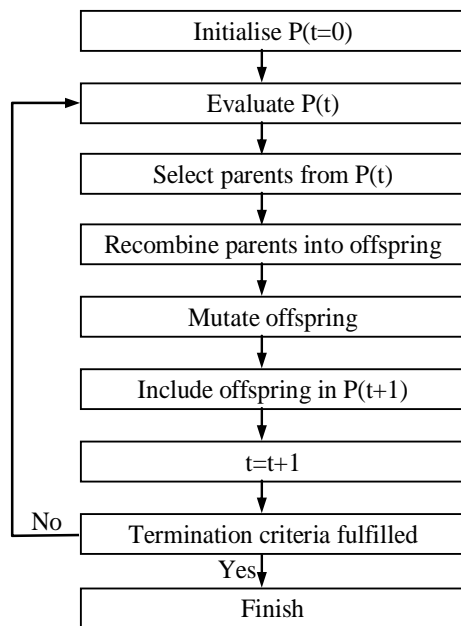 Initialise P(t=0)
Evaluate P(t)
Select parents from P(t)
Recombine parents into offspring
Mutate offspring
Include offspring in P(t+1)
t=t+1
No
Termination criteria fulfilled
Yes
Finish